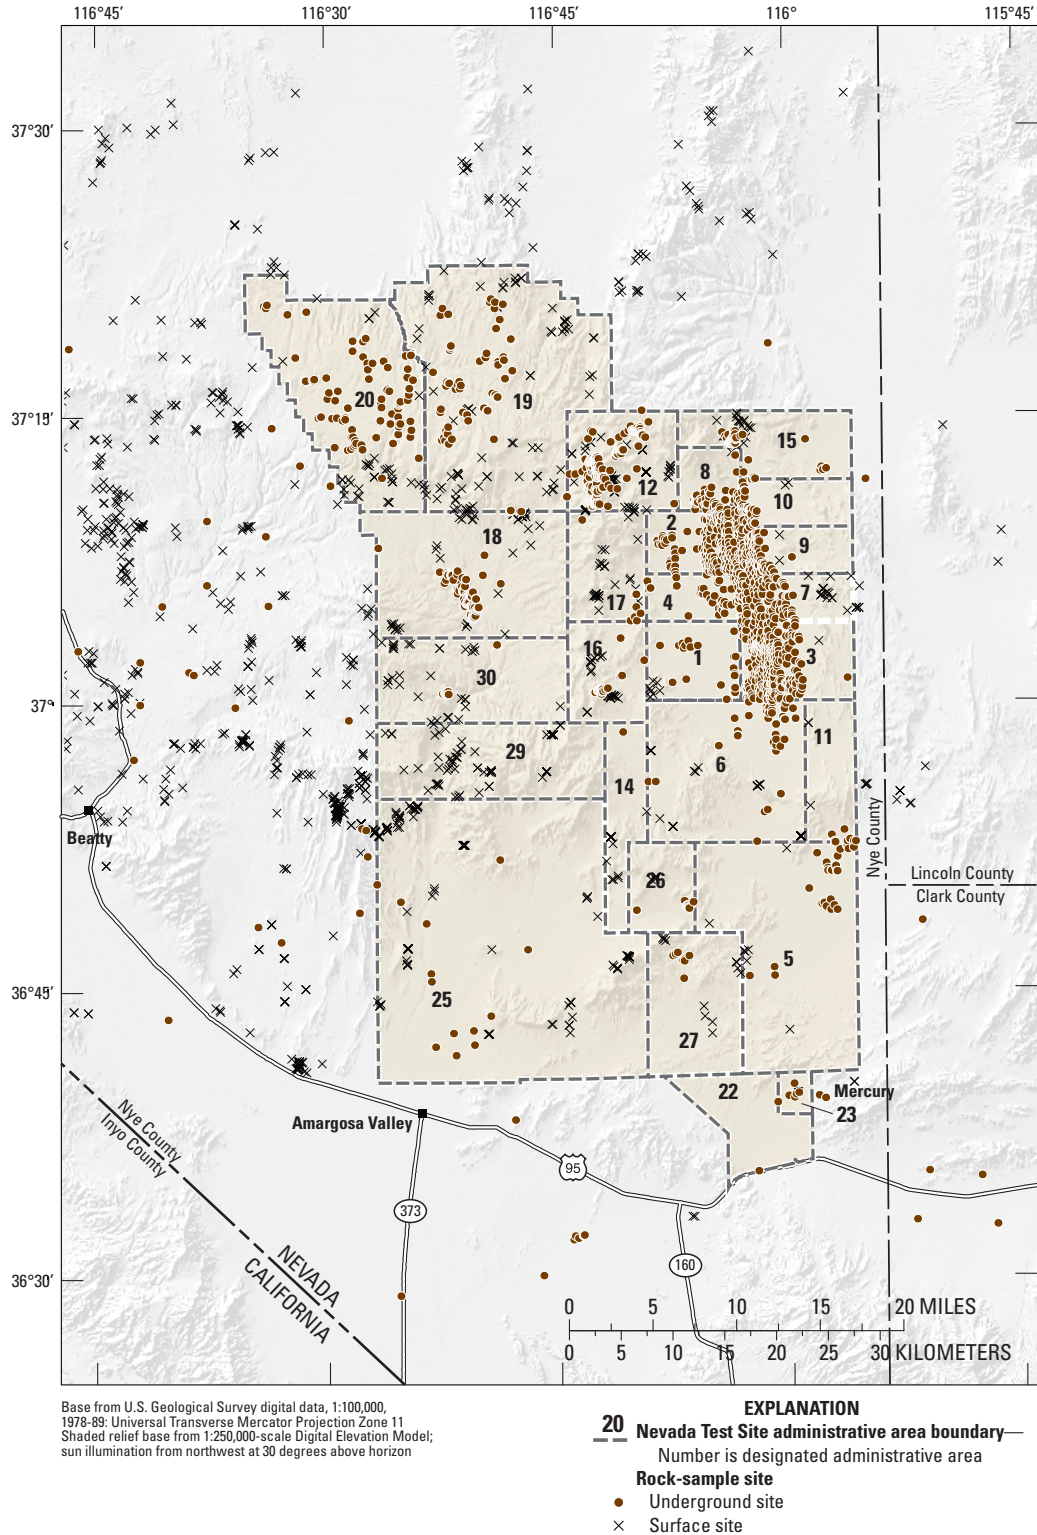 116°45′ 116°30′ 116°45′ 116° 115°45′
37°30′
37°15′
20
19
15
8
12
10
2
18
9
17
4
7
16
1
3
30
37°
11
29
6
14
Beatty
Nye County
Lincoln County
Clark County
26
5
36°45′
25
27
22
Mercury
23
Nye County
Inyo County
Amargosa Valley
95
373
NEVADA
CALIFORNIA
160
36°30′
0 5 10 15 20 MILES
0 5 10 15 20 25 30 KILOMETERS
Base from U.S. Geological Survey digital data, 1:100,000,
1978-89: Universal Transverse Mercator Projection Zone 11
Shaded relief base from 1:250,000-scale Digital Elevation Model;
sun illumination from northwest at 30 degrees above horizon
EXPLANATION
20 Nevada Test Site administrative area boundary—
Number is designated administrative area
Rock-sample site
Underground site
Surface site